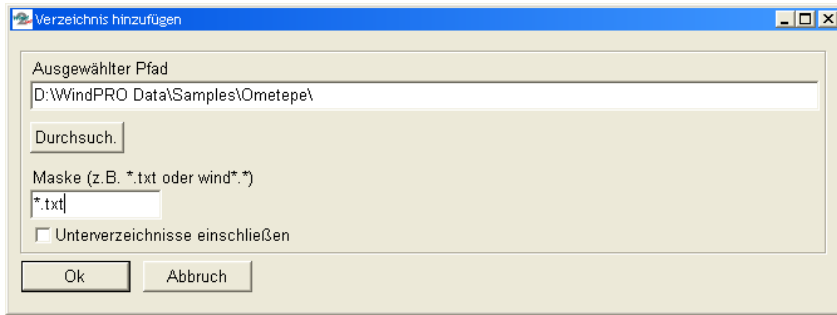 Verzeichnis hinzufügen
Ausgewählter Pfad
D:\WindPRO Data\Samples\Ometepe\
Durchsuch.
Maske (z.B. *.txt oder wind*.*)
*.txt
Unterverzeichnisse einschließen
Ok Abbruch